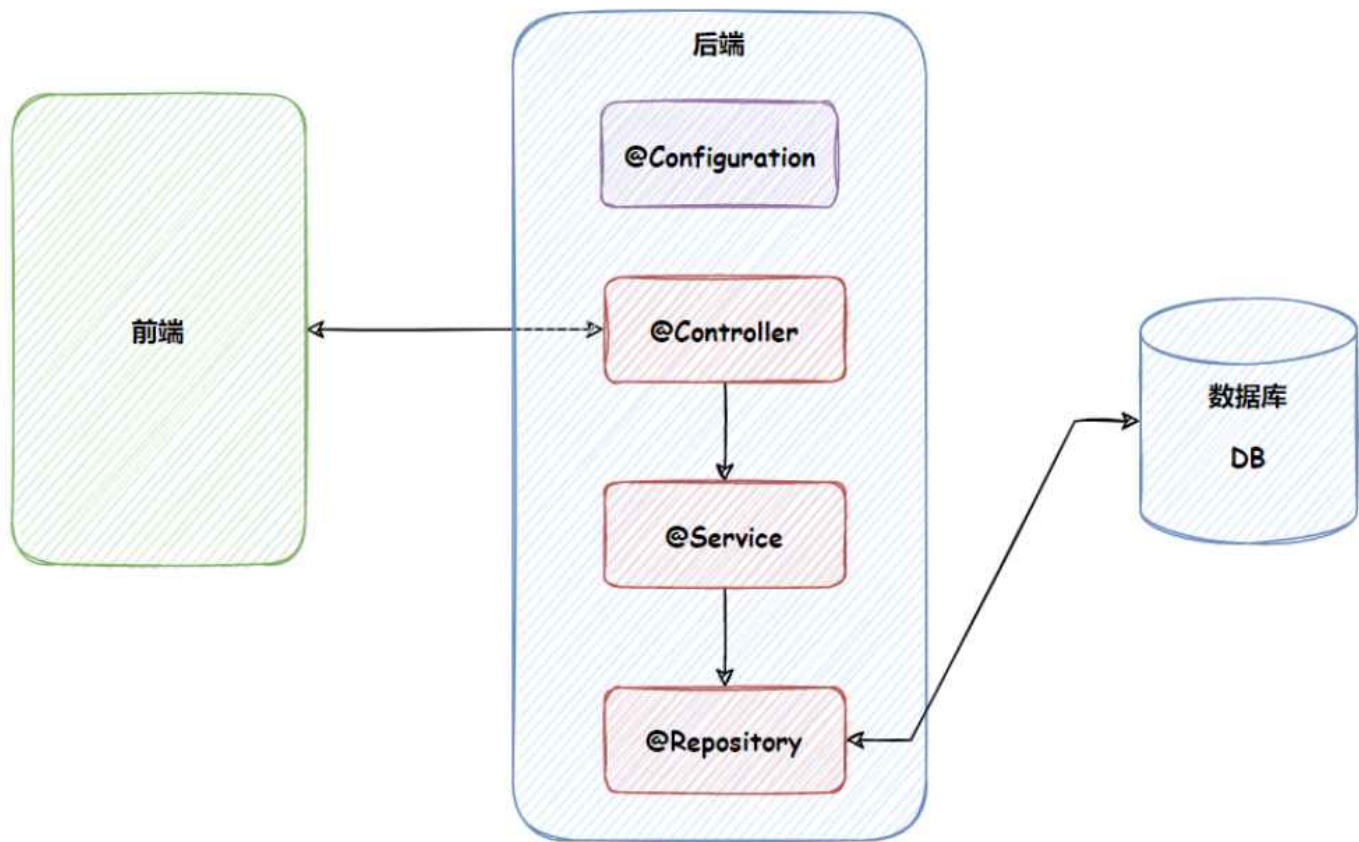 后端
@Configuration
前端
@Controller
数据库
DB
@Service
@Repository